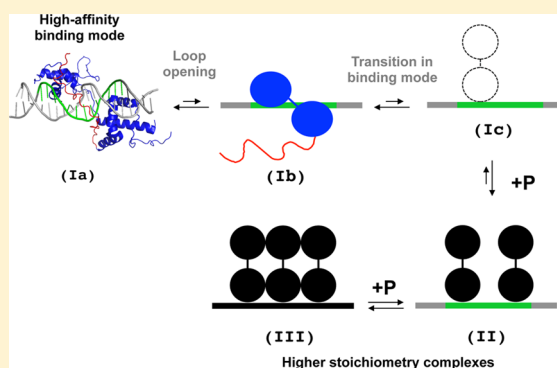 High-affinity
binding mode
Loop
opening
Transition in
binding mode
(Ia)
(Ib)
(Ic)
+P
+P
(III)
(II)
Higher stoichiometry complexes